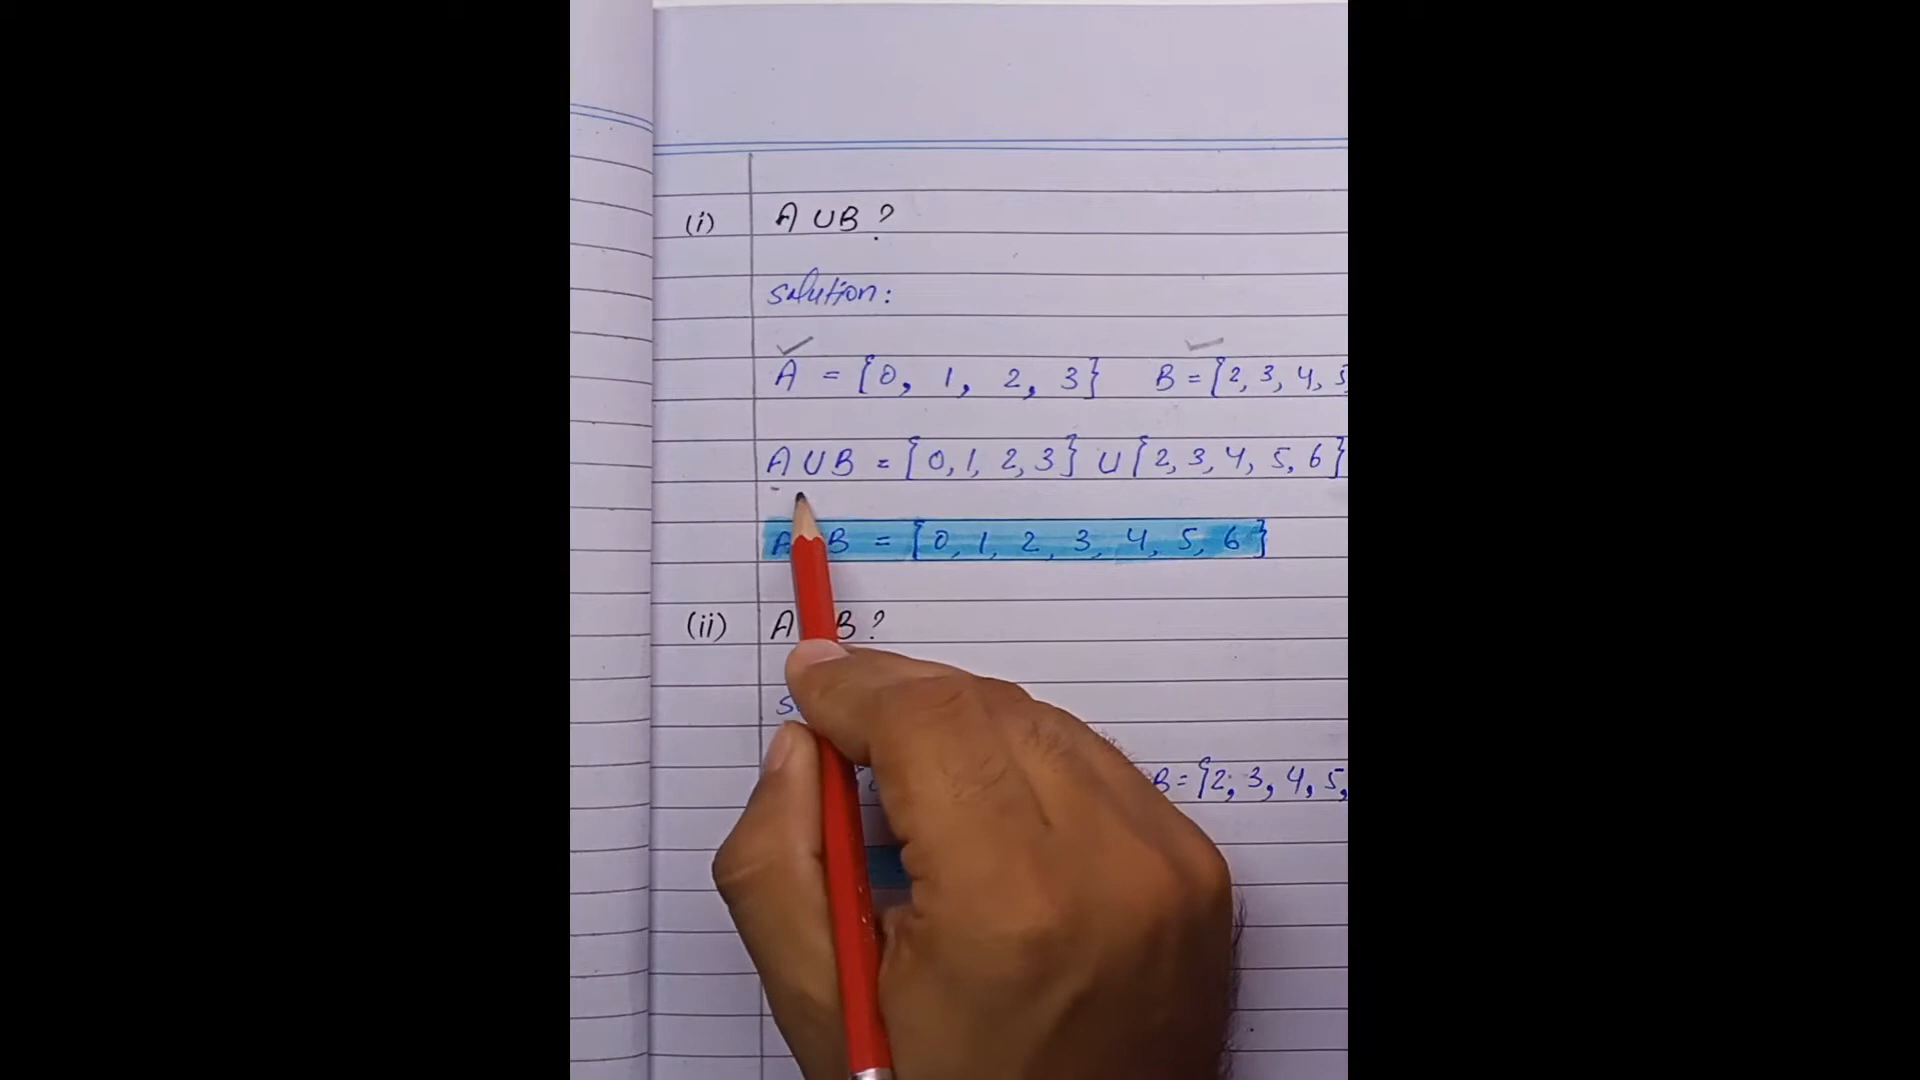 (i) A ∪ B ?
solution:
A = {0, 1, 2, 3} B = {2, 3, 4, 5
A ∪ B = {0, 1, 2, 3} ∪ {2, 3, 4, 5, 6}
A B = {0, 1, 2, 3, 4, 5, 6}
(ii) A B ?
B = {2, 3, 4, 5,